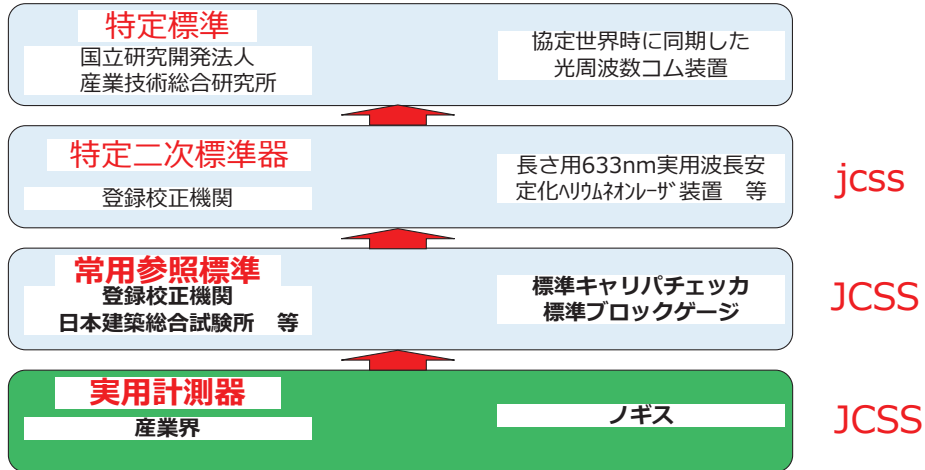 特定標準
国立研究開発法人
産業技術総合研究所
協定世界時に同期した
光周波数コム装置
特定二次標準器
登録校正機関
長さ用633nm実用波長安
定化ﾍﾘｳﾑﾈｵﾝﾚｰｻﾞ装置　等
jcss
常用参照標準
登録校正機関
日本建築総合試験所　等
標準キャリパチェッカ
標準ブロックゲージ
JCSS
実用計測器
産業界
ノギス
JCSS